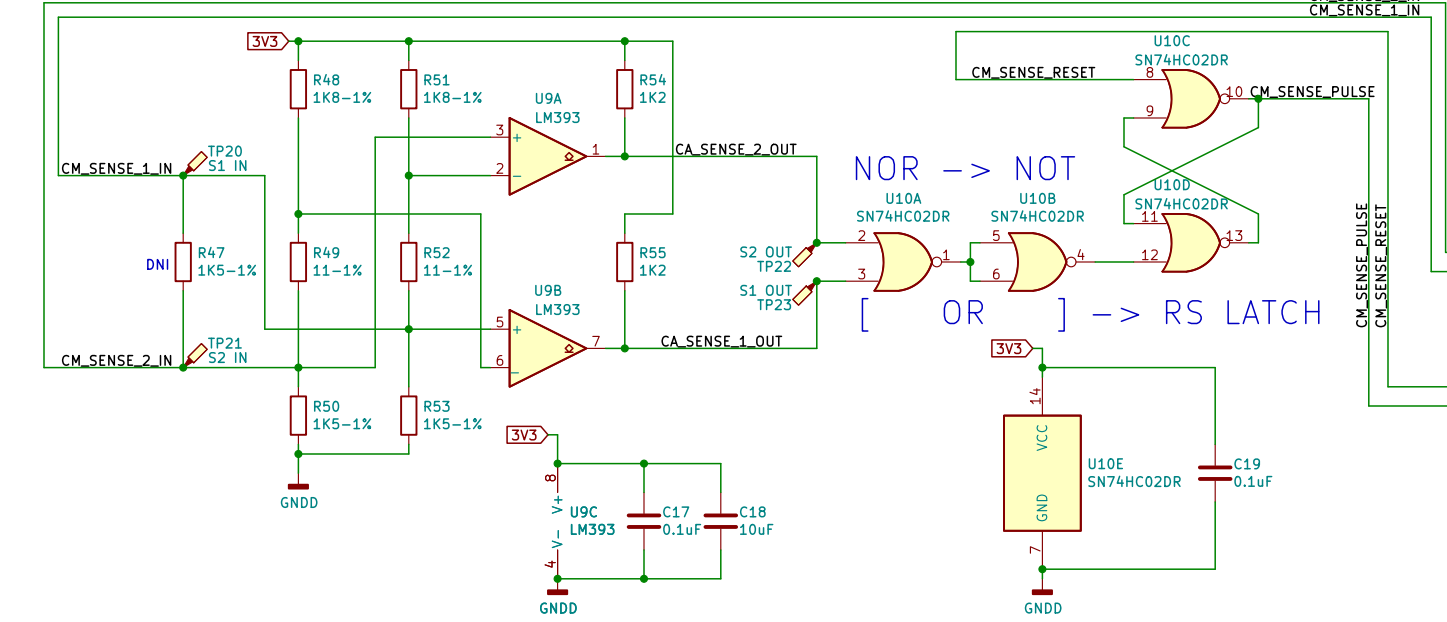 CM_SENSE_1_IN
3V3
R48
1K8-1%
R51
1K8-1%
R54
1K2
U9A
LM393
3
+
2
-
1
CA_SENSE_2_OUT
TP20
S1 IN
CM_SENSE_1_IN
DNI
R47
1K5-1%
R49
11-1%
R52
11-1%
R55
1K2
U9B
LM393
5
+
6
-
7
CA_SENSE_1_OUT
TP21
S2 IN
CM_SENSE_2_IN
R50
1K5-1%
R53
1K5-1%
GNDD
NOR -> NOT
S2 OUT
TP22
S1 OUT
TP23
U10A
SN74HC02DR
2
3
1
U10B
SN74HC02DR
5
6
4
U10C
SN74HC02DR
CM_SENSE_RESET
8
9
10
CM_SENSE_PULSE
U10D
SN74HC02DR
11
12
13
[ OR ] -> RS LATCH
CM_SENSE_PULSE
CM_SENSE_RESET
3V3
8
V+
V-
4
U9C
LM393
C17
0.1uF
C18
10uF
GNDD
3V3
14
VCC
GND
7
U10E
SN74HC02DR
C19
0.1uF
GNDD